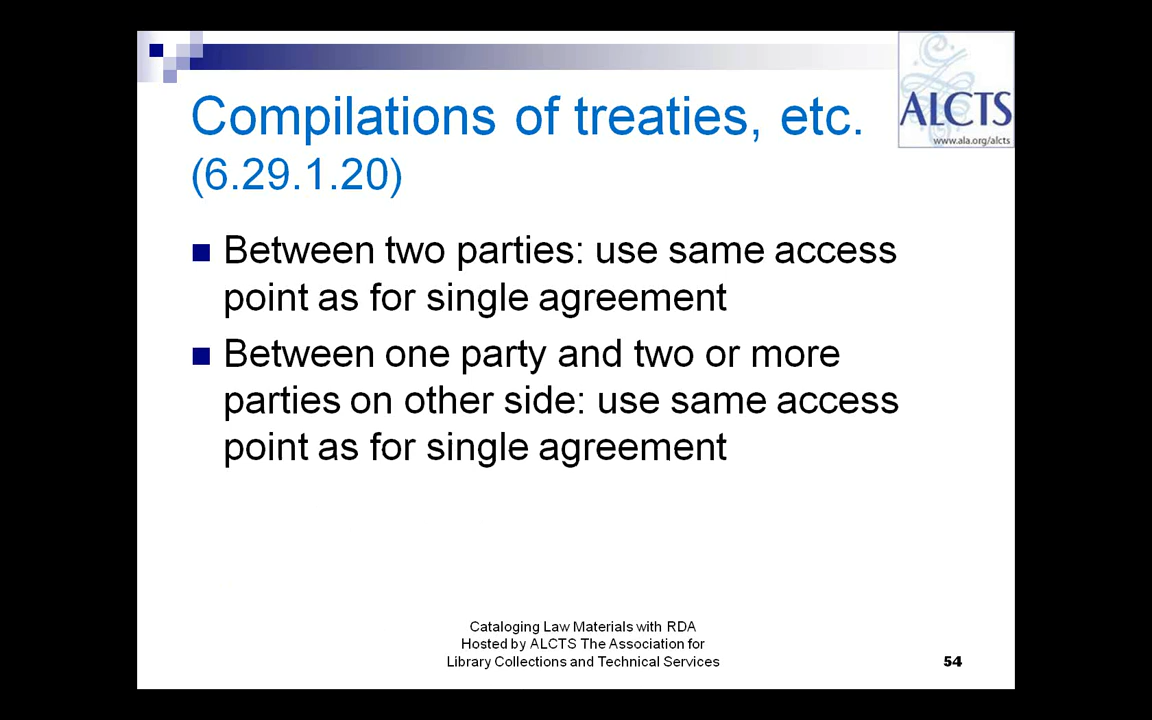 ALCTS
www.ala.org/alcts
Compilations of treaties, etc.
(6.29.1.20)
Between two parties: use same access
point as for single agreement
Between one party and two or more
parties on other side: use same access
point as for single agreement
Cataloging Law Materials with RDA
Hosted by ALCTS The Association for
Library Collections and Technical Services
54